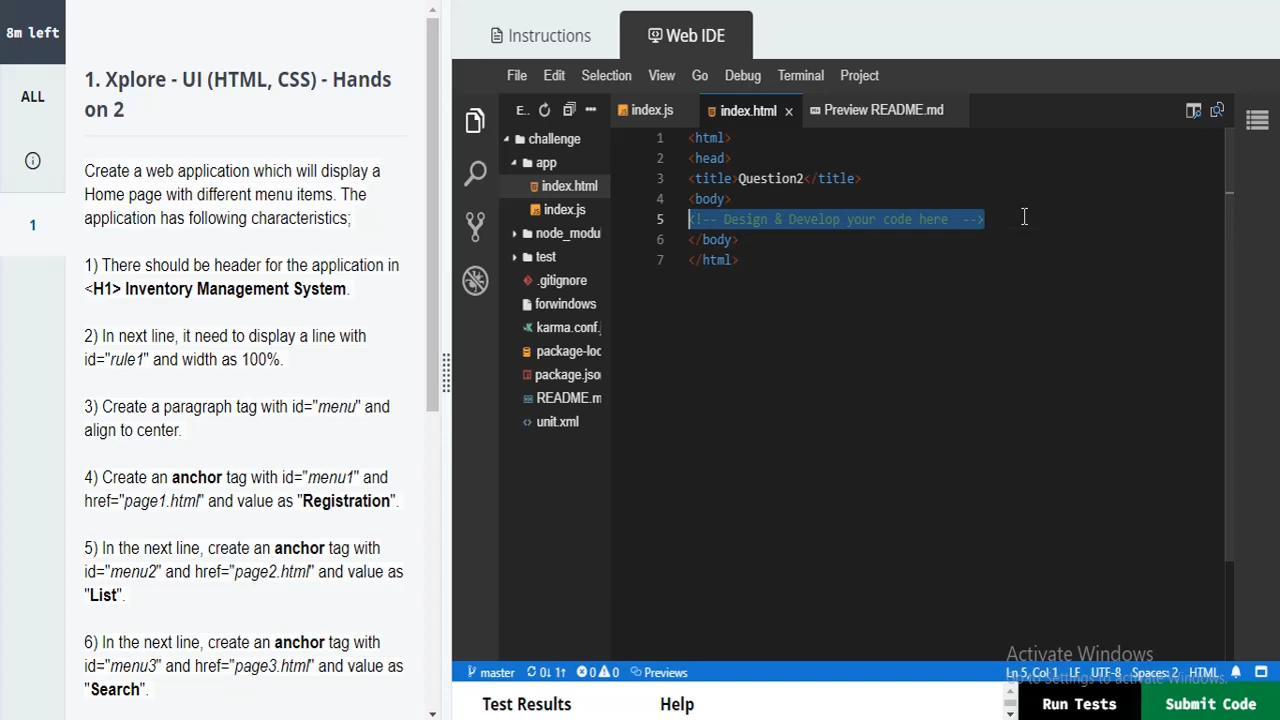 8m left
ALL
1
1. Xplore - UI (HTML, CSS) - Hands
on 2
Create a web application which will display a
Home page with different menu items. The
application has following characteristics;
1) There should be header for the application in
<H1> Inventory Management System.
2) In next line, it need to display a line with
id="rule1" and width as 100%.
3) Create a paragraph tag with id="menu" and
align to center.
4) Create an anchor tag with id="menu1" and
href="page1.html" and value as "Registration".
5) In the next line, create an anchor tag with
id="menu2" and href="page2.html" and value as
"List".
6) In the next line, create an anchor tag with
id="menu3" and href="page3.html" and value as
"Search".
Instructions
Web IDE
File Edit Selection View Go Debug Terminal Project
E..
challenge
app
index.html
index.js
node_modu
test
.gitignore
forwindows
karma.conf.j
package-loc
package.jso
README.m
unit.xml
index.js index.html Preview README.md
1 <html>
2 <head>
3 <title>Question2</title>
4 <body>
5 <!-- Design & Develop your code here -->
6 </body>
7 </html>
Activate Windows
Go to Settings to activate Windows.
master 0↓ 1↑ 0 0 Previews
Ln 5, Col 1 LF UTF-8 Spaces: 2 HTML
Test Results Help
Run Tests Submit Code